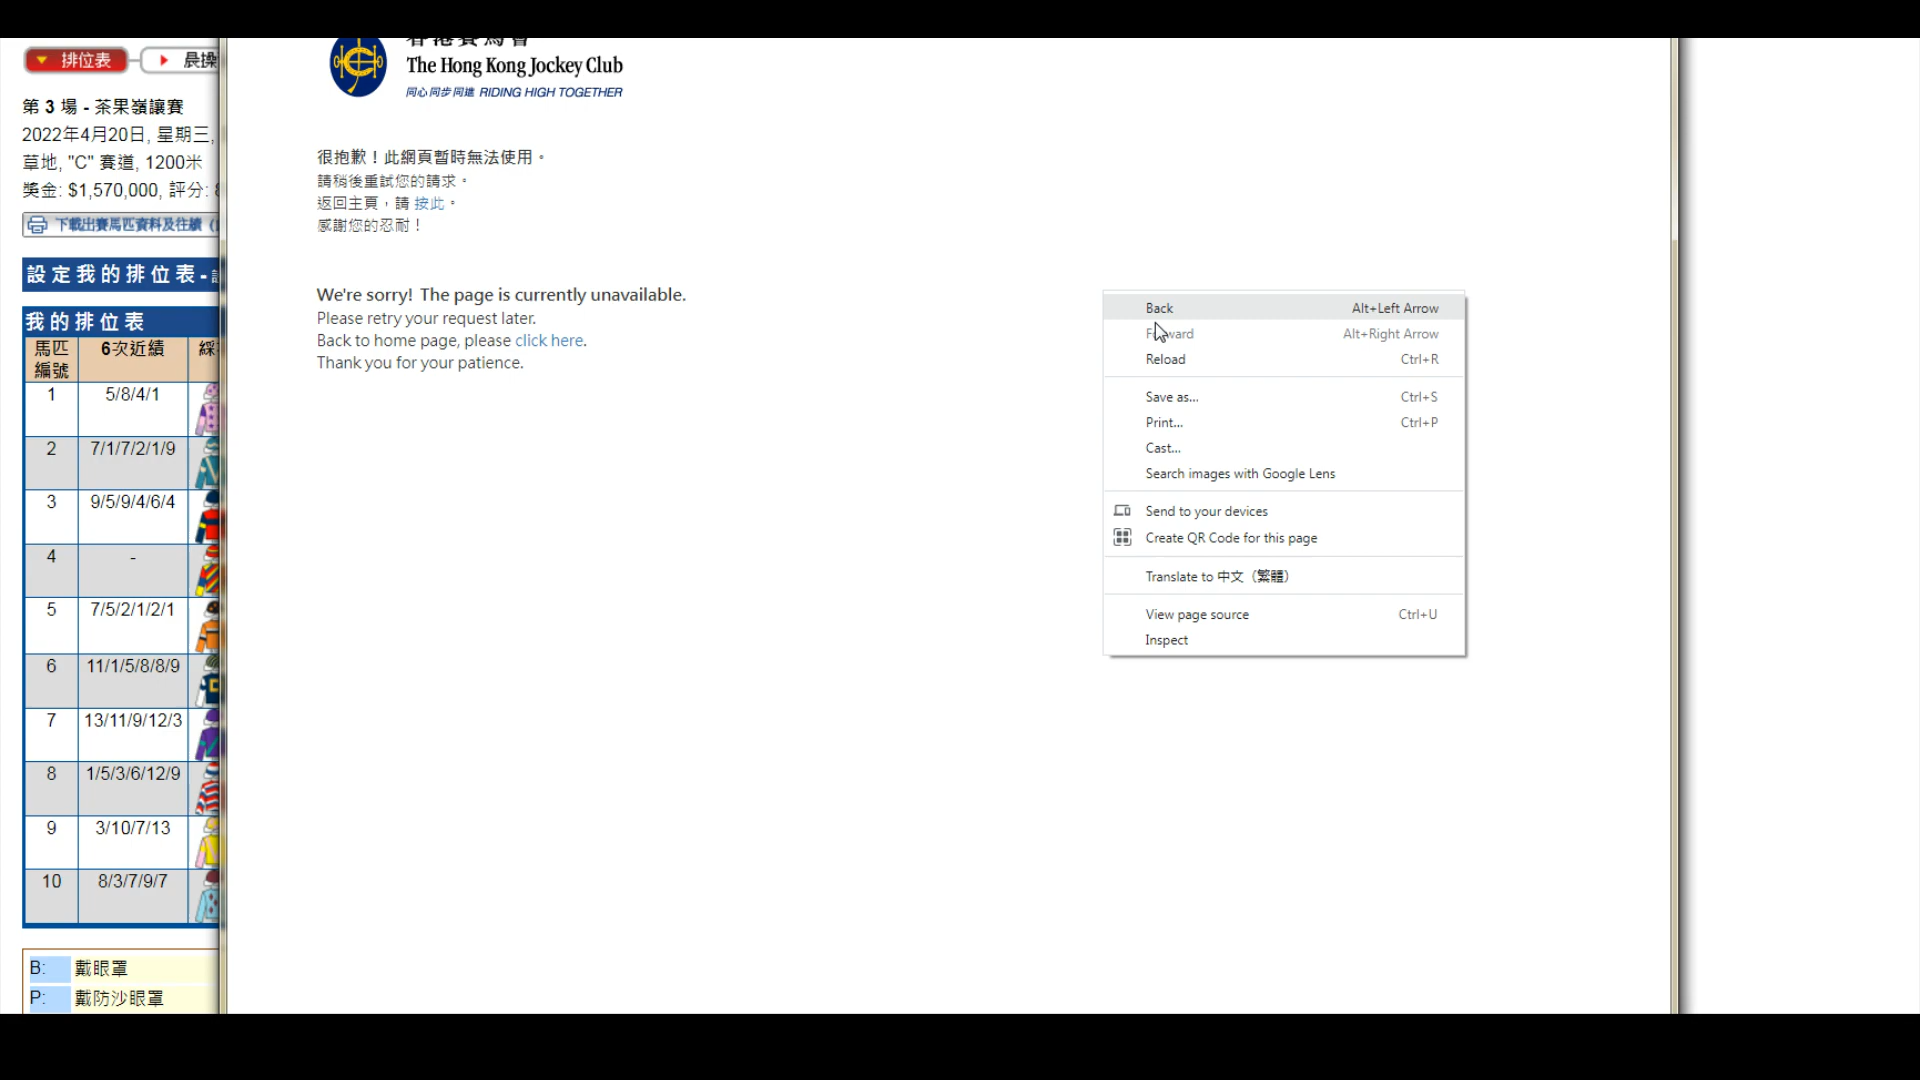 排位表
晨操
第 3 場 - 茶果嶺讓賽
2022年4月20日, 星期三,
草地, "C" 賽道, 1200米
獎金: $1,570,000, 評分:
下載出賽馬匹資料及往績
設定我的排位表-
我的排位表
馬匹編號 6次近績
1 5/8/4/1
2 7/1/7/2/1/9
3 9/5/9/4/6/4
4 -
5 7/5/2/1/2/1
6 11/1/5/8/8/9
7 13/11/9/12/3
8 1/5/3/6/12/9
9 3/10/7/13
10 8/3/7/9/7
B: 戴眼罩
P: 戴防沙眼罩
香港賽馬會
The Hong Kong Jockey Club
同心同步同進 RIDING HIGH TOGETHER
很抱歉！此網頁暫時無法使用。
請稍後重試您的請求。
返回主頁，請 按此。
感謝您的忍耐！
We're sorry! The page is currently unavailable.
Please retry your request later.
Back to home page, please click here.
Thank you for your patience.
Back Alt+Left Arrow
Forward Alt+Right Arrow
Reload Ctrl+R
Save as... Ctrl+S
Print... Ctrl+P
Cast...
Search images with Google Lens
Send to your devices
Create QR Code for this page
Translate to 中文（繁體）
View page source Ctrl+U
Inspect